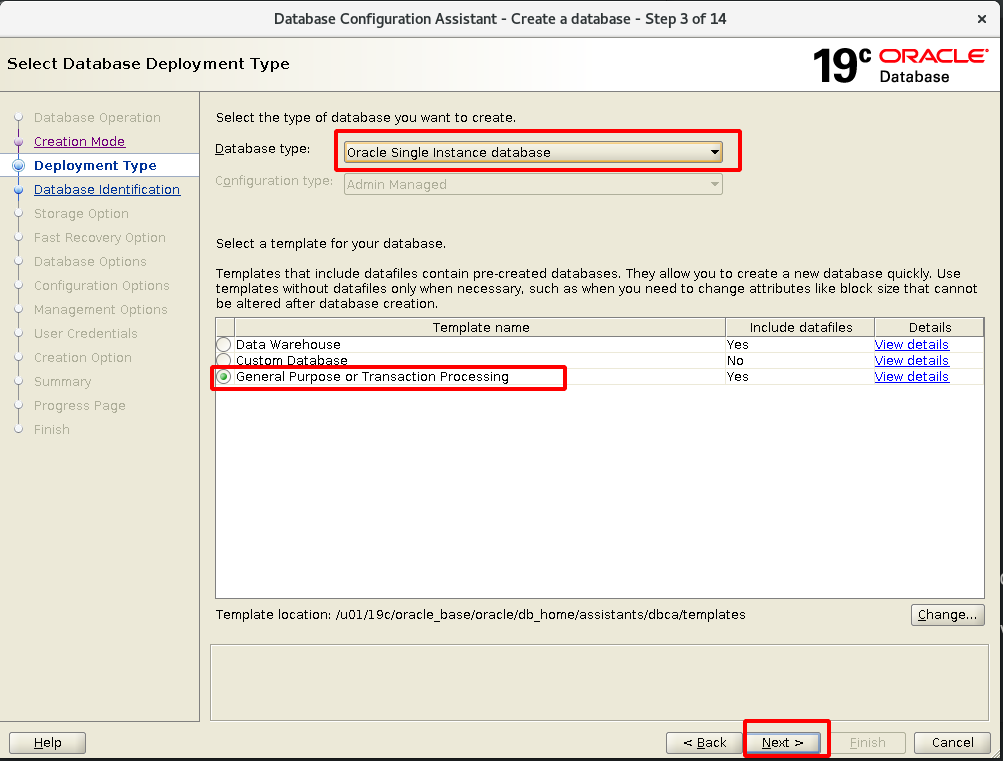 Database Configuration Assistant - Create a database - Step 3 of 14
Select Database Deployment Type
19c ORACLE
Database
Database Operation
Creation Mode
Deployment Type
Database Identification
Storage Option
Fast Recovery Option
Database Options
Configuration Options
Management Options
User Credentials
Creation Option
Summary
Progress Page
Finish
Select the type of database you want to create.
Database type: Oracle Single Instance database
Configuration type: Admin Managed
Select a template for your database.
Templates that include datafiles contain pre-created databases. They allow you to create a new database quickly. Use
templates without datafiles only when necessary, such as when you need to change attributes like block size that cannot
be altered after database creation.
Template name Include datafiles Details
Data Warehouse Yes View details
Custom Database No View details
General Purpose or Transaction Processing Yes View details
Template location: /u01/19c/oracle_base/oracle/db_home/assistants/dbca/templates Change...
Help < Back Next > Finish Cancel